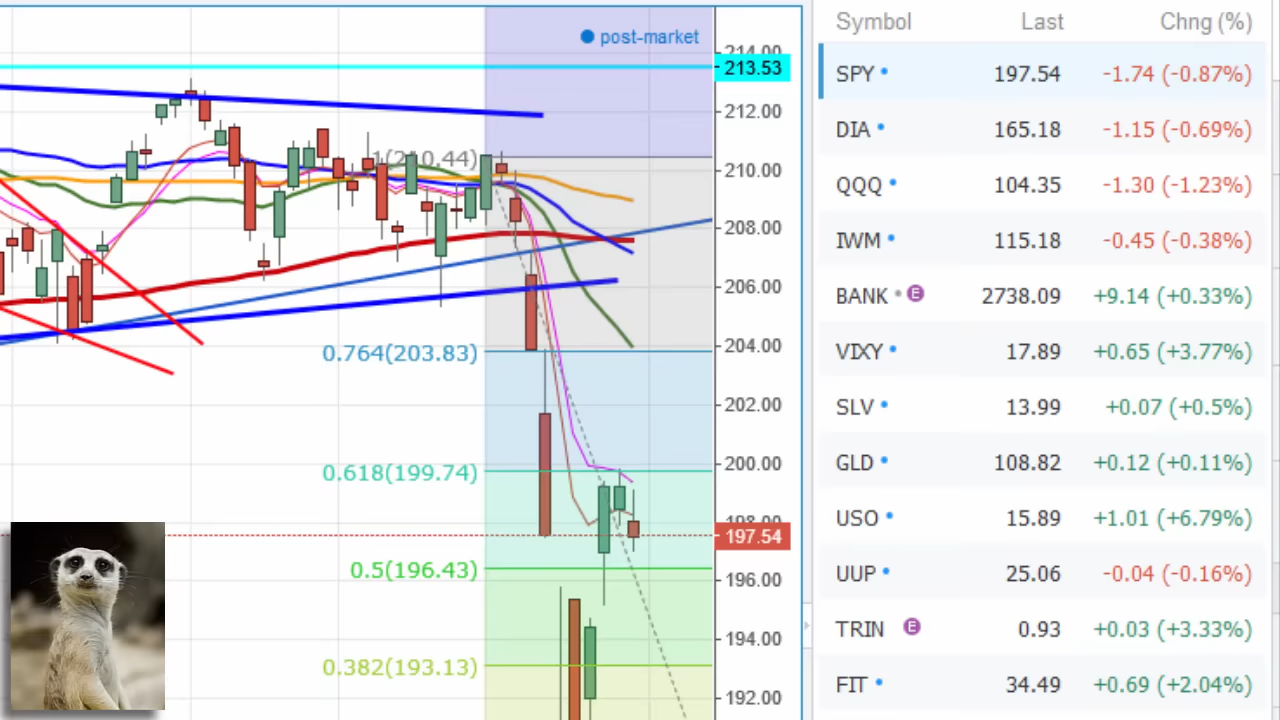 post-market
214.00
213.53
212.00
1(210.44)
210.00
208.00
206.00
204.00
0.764(203.83)
202.00
200.00
0.618(199.74)
198.00
197.54
0.5(196.43)
196.00
194.00
0.382(193.13)
192.00
Symbol Last Chng (%)
SPY 197.54 -1.74 (-0.87%)
DIA 165.18 -1.15 (-0.69%)
QQQ 104.35 -1.30 (-1.23%)
IWM 115.18 -0.45 (-0.38%)
BANK E 2738.09 +9.14 (+0.33%)
VIXY 17.89 +0.65 (+3.77%)
SLV 13.99 +0.07 (+0.5%)
GLD 108.82 +0.12 (+0.11%)
USO 15.89 +1.01 (+6.79%)
UUP 25.06 -0.04 (-0.16%)
TRIN E 0.93 +0.03 (+3.33%)
FIT 34.49 +0.69 (+2.04%)